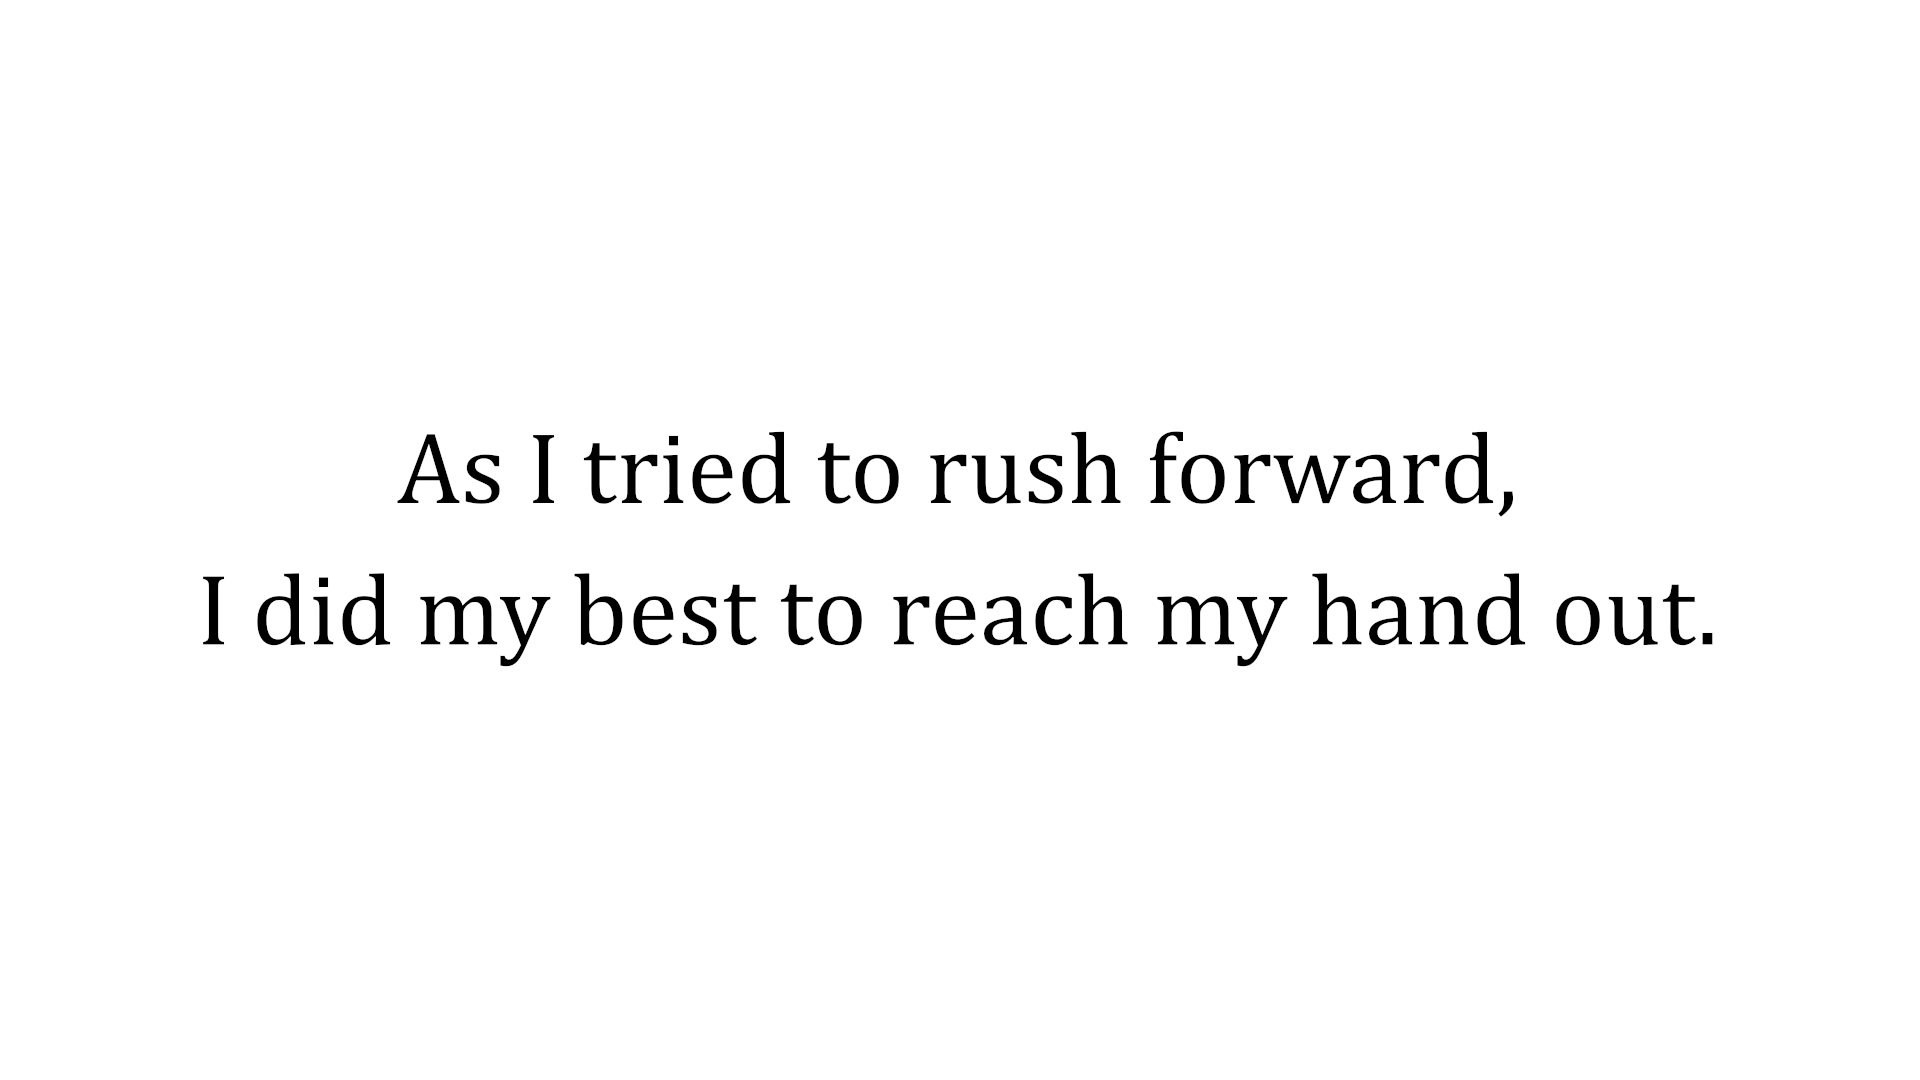 As I tried to rush forward,
I did my best to reach my hand out.